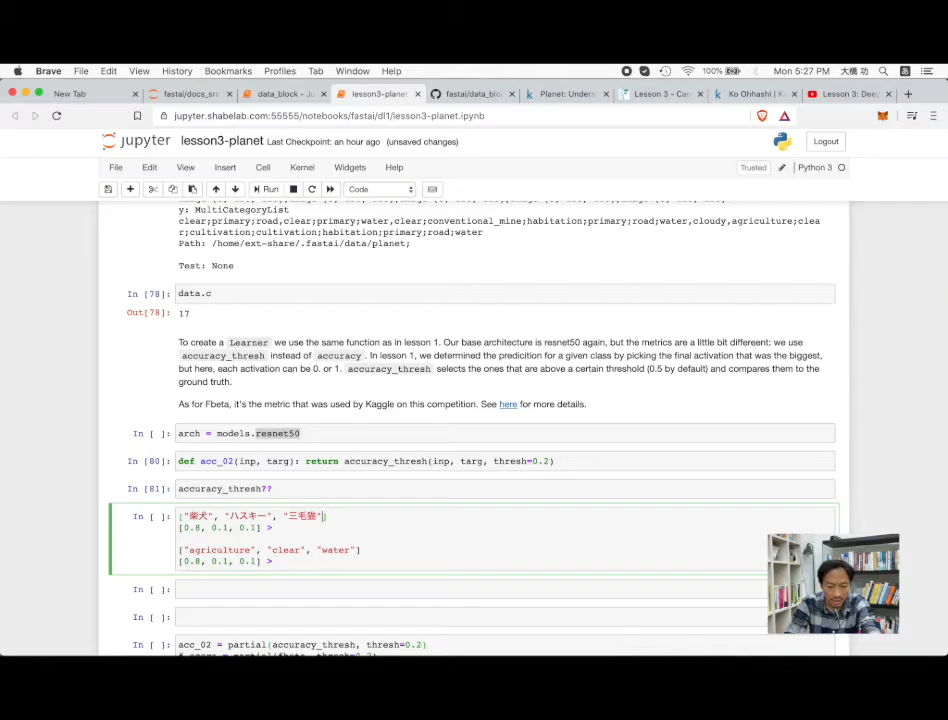 Brave File Edit View History Bookmarks Profiles Tab Window Help 100% Mon 5:27 PM 大橋 功
New Tab fastai/docs_src data_block - Ju lesson3-planet fastai/data_blo Planet: Unders Lesson 3 - Cam Ko Ohhashi | K Lesson 3: Deep
jupyter.shabelab.com:55555/notebooks/fastai/dl1/lesson3-planet.ipynb
jupyter lesson3-planet Last Checkpoint: an hour ago (unsaved changes) Logout
File Edit View Insert Cell Kernel Widgets Help Trusted Python 3
Run Code
y: MultiCategoryList
clear;primary;road,clear;primary;water,clear;conventional_mine;habitation;primary;road;water,cloudy,agriculture;clea
r;cultivation;cultivation;habitation;primary;road;water
Path: /home/ext-share/.fastai/data/planet;
Test: None
In [78]: data.c
Out[78]: 17
To create a Learner we use the same function as in lesson 1. Our base architecture is resnet50 again, but the metrics are a little bit differeent: we use
accuracy_thresh instead of accuracy . In lesson 1, we determined the predicition for a given class by picking the final activation that was the biggest,
but here, each activation can be 0. or 1. accuracy_thresh selects the ones that are above a certain threshold (0.5 by default) and compares them to the
ground truth.
As for Fbeta, it's the metric that was used by Kaggle on this competition. See here for more details.
In [ ]: arch = models.resnet50
In [80]: def acc_02(inp, targ): return accuracy_thresh(inp, targ, thresh=0.2)
In [81]: accuracy_thresh??
In [ ]: ["柴犬", "ハスキー", "三毛猫"]
[0.8, 0.1, 0.1] >
["agriculture", "clear", "water"]
[0.8, 0.1, 0.1] >
In [ ]:
In [ ]:
In [ ]: acc_02 = partial(accuracy_thresh, thresh=0.2)